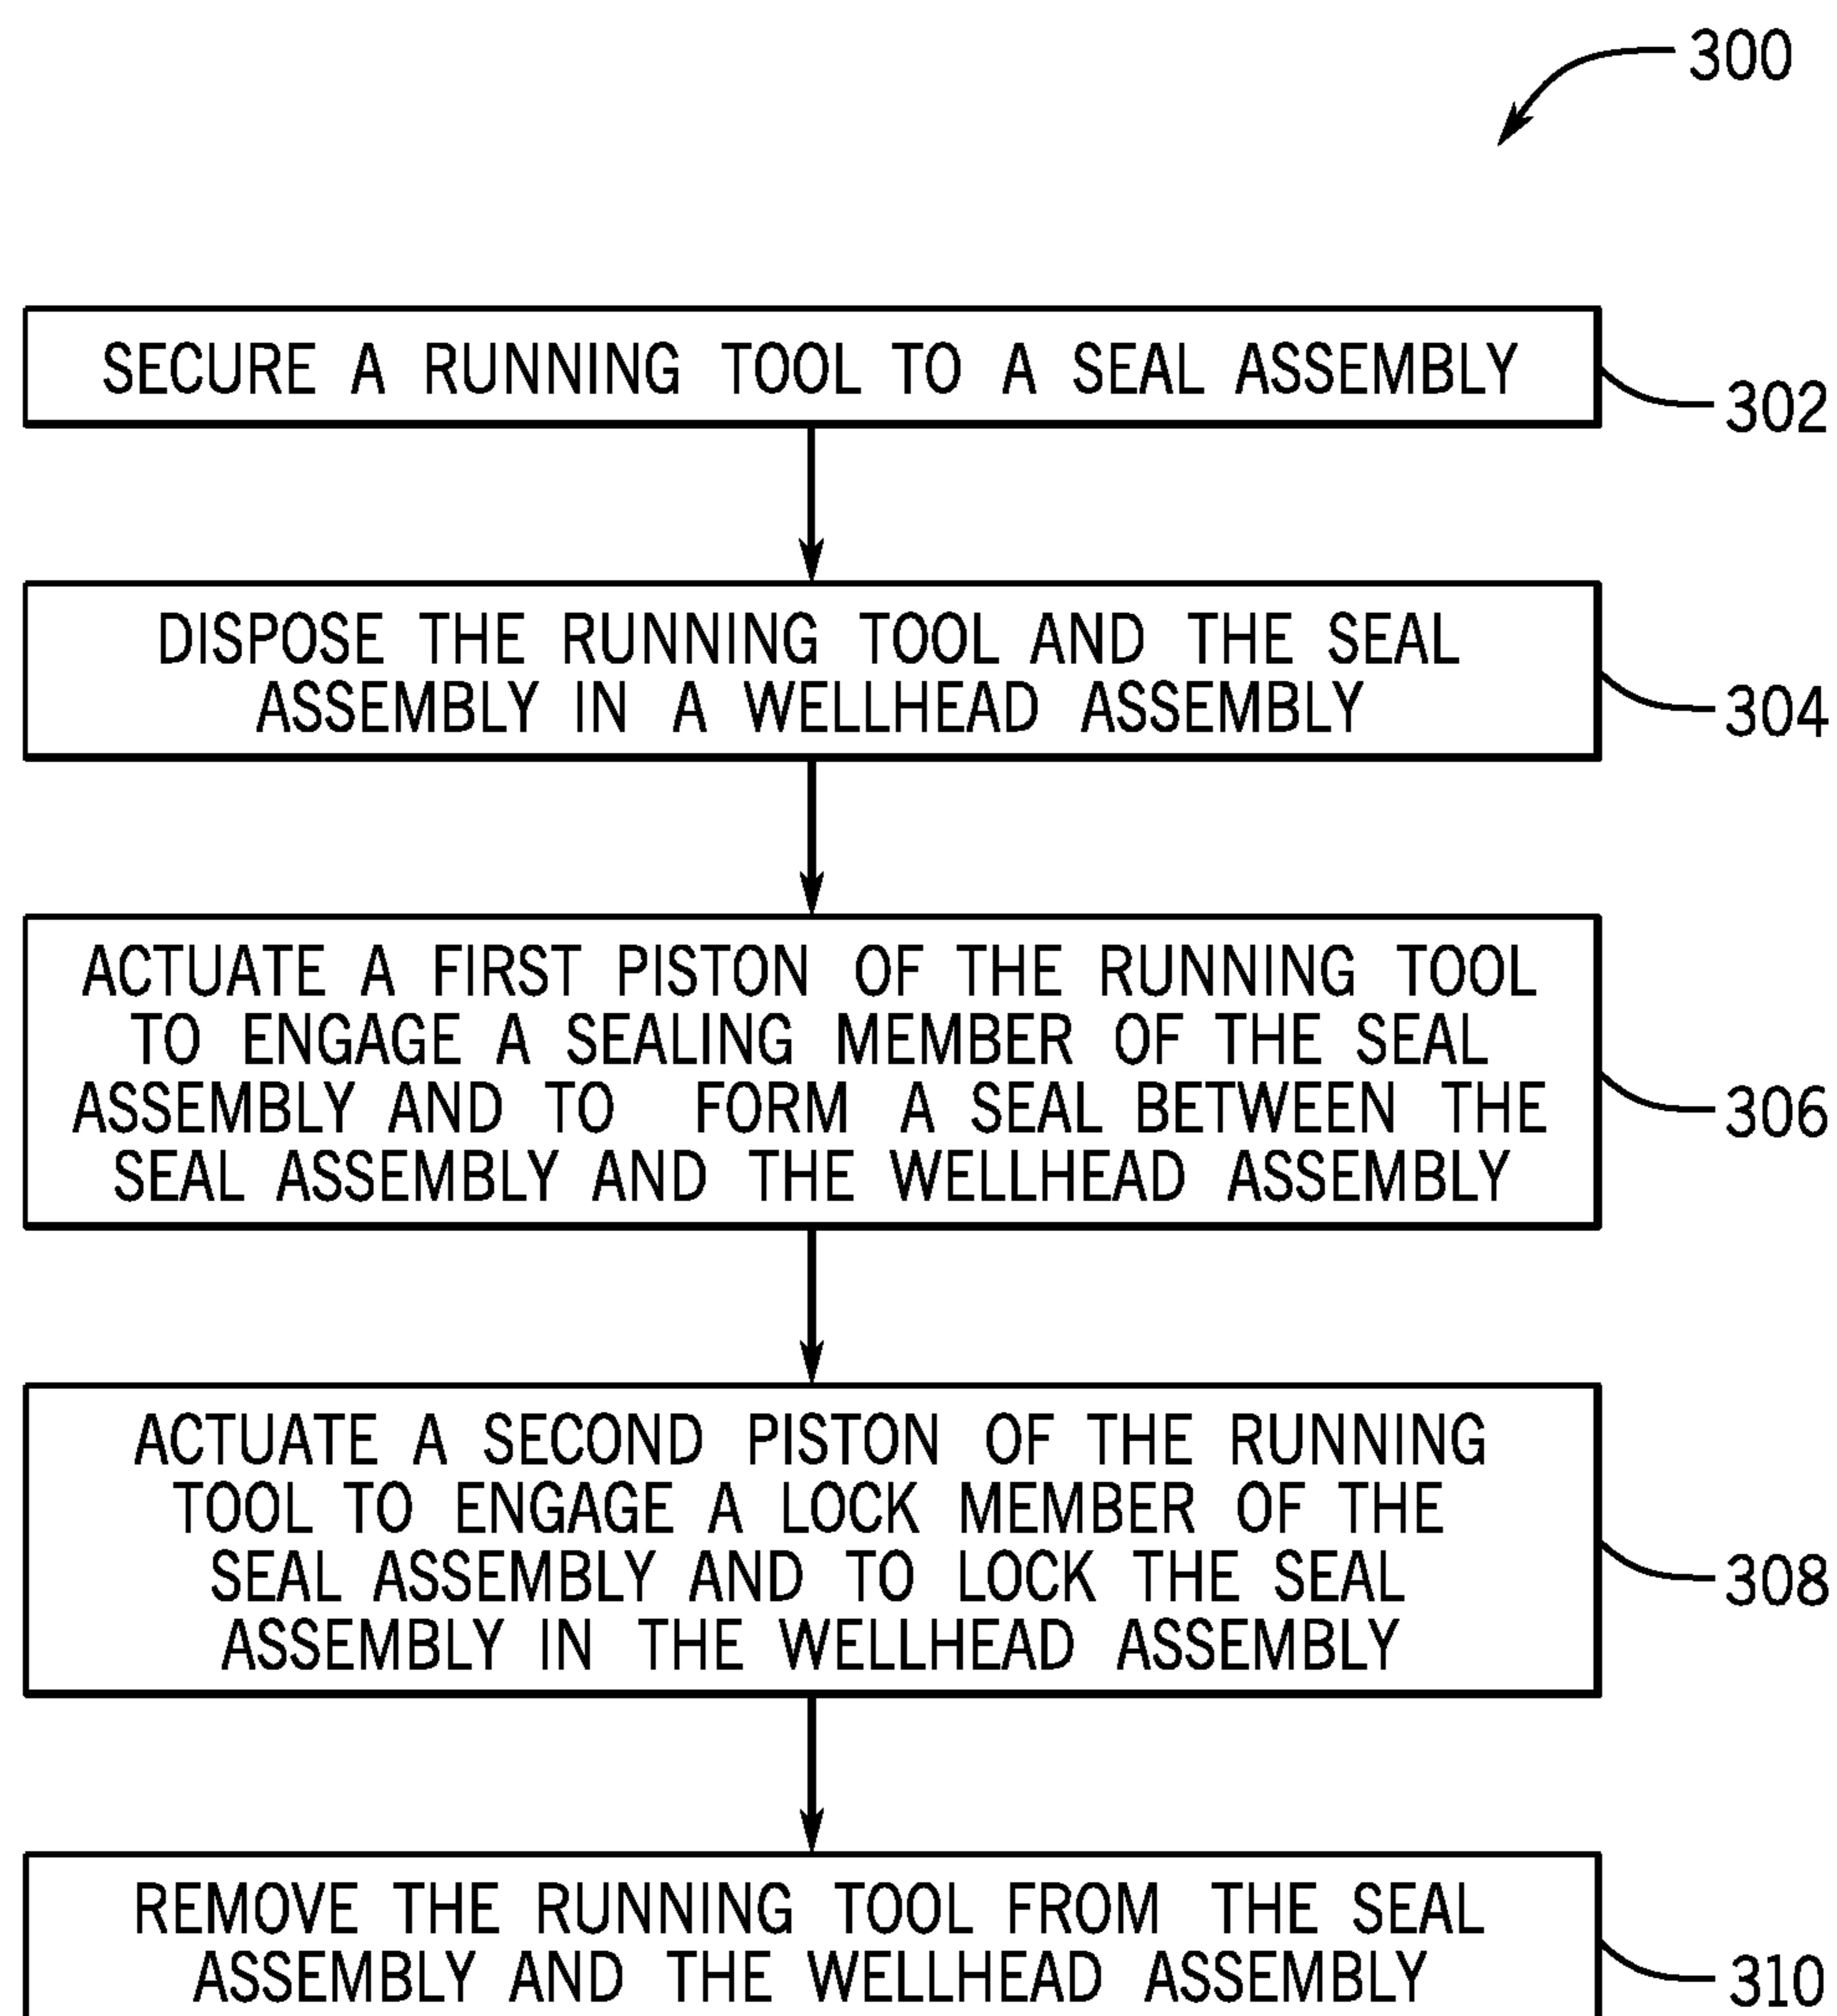 300
SECURE A RUNNING TOOL TO A SEAL ASSEMBLY
302
DISPOSE THE RUNNING TOOL AND THE SEAL
ASSEMBLY IN A WELLHEAD ASSEMBLY
304
ACTUATE A FIRST PISTON OF THE RUNNING TOOL
TO ENGAGE A SEALING MEMBER OF THE SEAL
ASSEMBLY AND TO FORM A SEAL BETWEEN THE
SEAL ASSEMBLY AND THE WELLHEAD ASSEMBLY
306
ACTUATE A SECOND PISTON OF THE RUNNING
TOOL TO ENGAGE A LOCK MEMBER OF THE
SEAL ASSEMBLY AND TO LOCK THE SEAL
ASSEMBLY IN THE WELLHEAD ASSEMBLY
308
REMOVE THE RUNNING TOOL FROM THE SEAL
ASSEMBLY AND THE WELLHEAD ASSEMBLY
310